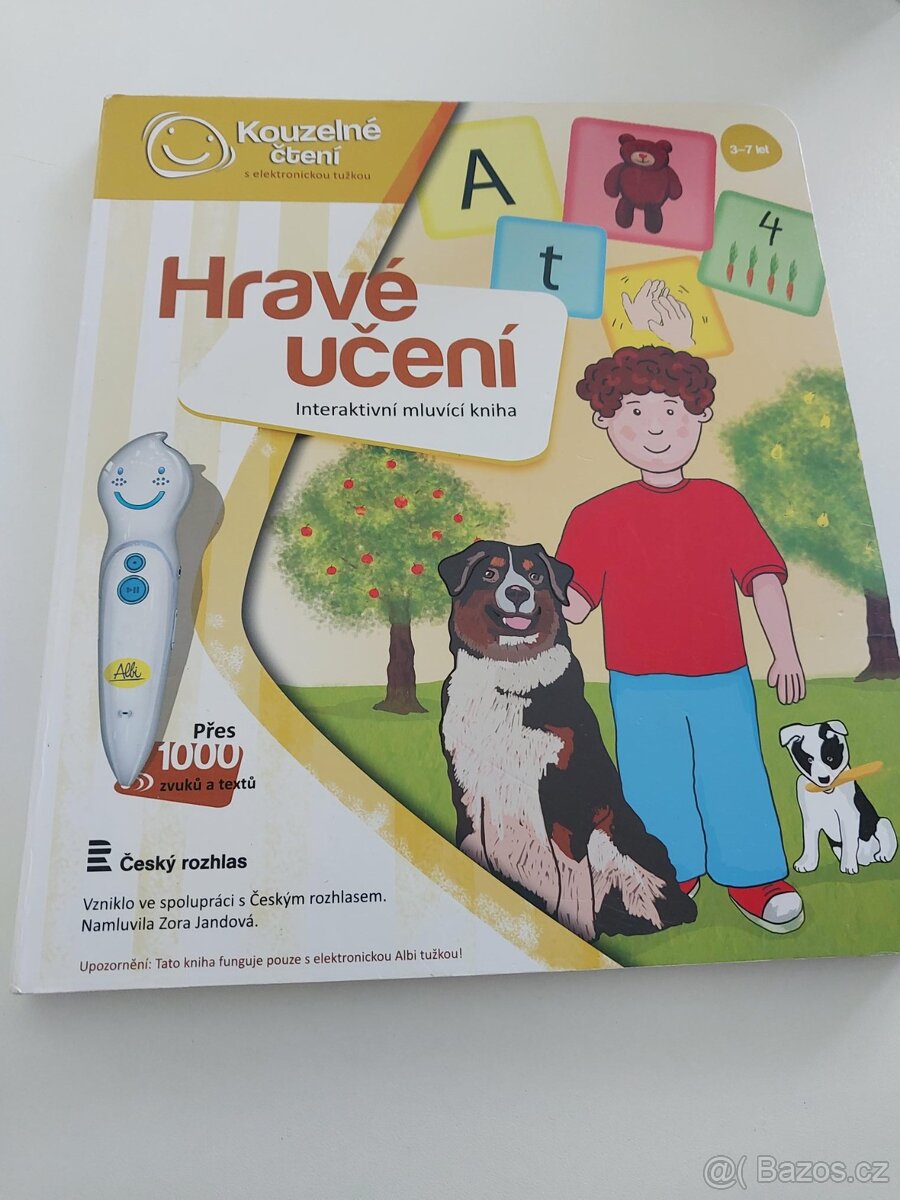 Kouzelné
čtení
s elektronickou tužkou
A
t
4
3–7 let
Hravé
učení
Interaktivní mluvící kniha
Albi
Přes
1000
zvuků a textů
Český rozhlas
Vzniklo ve spolupráci s Českým rozhlasem.
Namluvila Zora Jandová.
Upozornění: Tato kniha funguje pouze s elektronickou Albi tužkou!
@( Bazos.cz